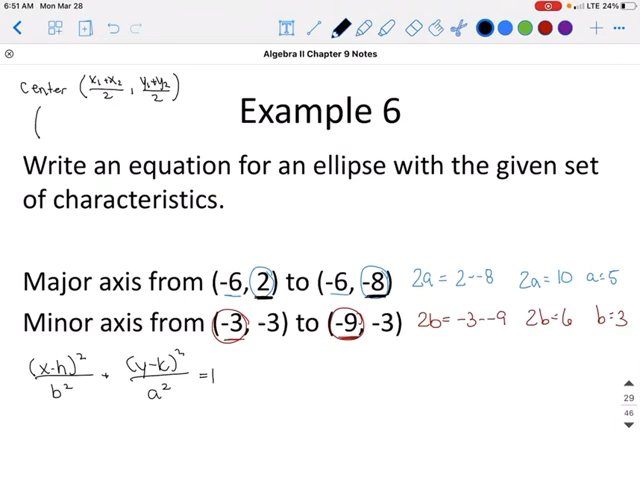 6:51 AM Mon Mar 28
LTE 24%
Algebra II Chapter 9 Notes
Center (x₁+x₂/2 , y₁+y₂/2)
(
Example 6
Write an equation for an ellipse with the given set
of characteristics.
Major axis from (-6, 2) to (-6, -8) 2a = 2--8 2a=10 a=5
Minor axis from (-3, -3) to (-9, -3) 2b= -3--9 2b=6 b=3
(x-h)²/b² + (y-k)²/a² =1
29
46